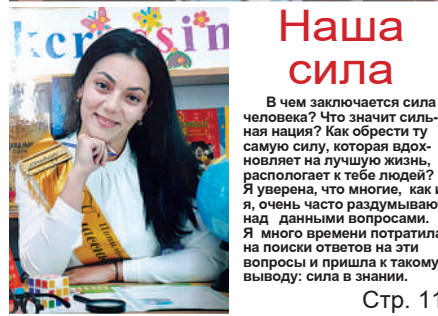 Наша
сила
В чем заключается сила
человека? Что значит силь-
ная нация? Как обрести ту
самую силу, которая вдох-
новляет на лучшую жизнь,
распологает к тебе людей?
Я уверена, что многие, как и
я, очень часто раздумывают
над данными вопросами.
Я много времени потратила
на поиски ответов на эти
вопросы и пришла к такому
выводу: сила в знании.
Стр. 11